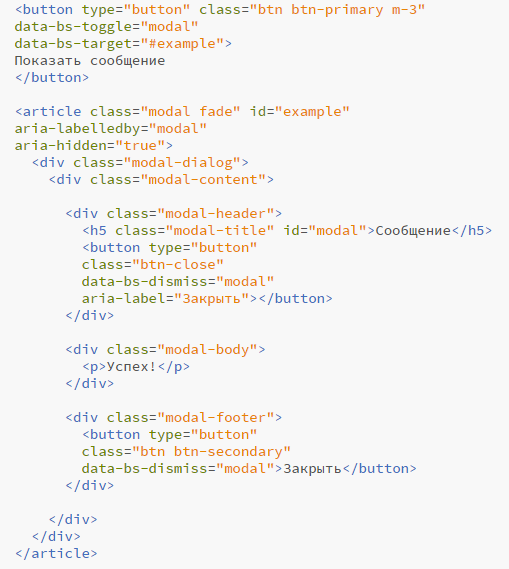 <button type="button" class="btn btn-primary m-3"
data-bs-toggle="modal"
data-bs-target="#example">
Показать сообщение
</button>

<article class="modal fade" id="example"
aria-labelledby="modal"
aria-hidden="true">
  <div class="modal-dialog">
    <div class="modal-content">

      <div class="modal-header">
        <h5 class="modal-title" id="modal">Сообщение</h5>
        <button type="button"
        class="btn-close"
        data-bs-dismiss="modal"
        aria-label="Закрыть"></button>
      </div>

      <div class="modal-body">
        <p>Успех!</p>
      </div>

      <div class="modal-footer">
        <button type="button"
        class="btn btn-secondary"
        data-bs-dismiss="modal">Закрыть</button>
      </div>

    </div>
  </div>
</article>